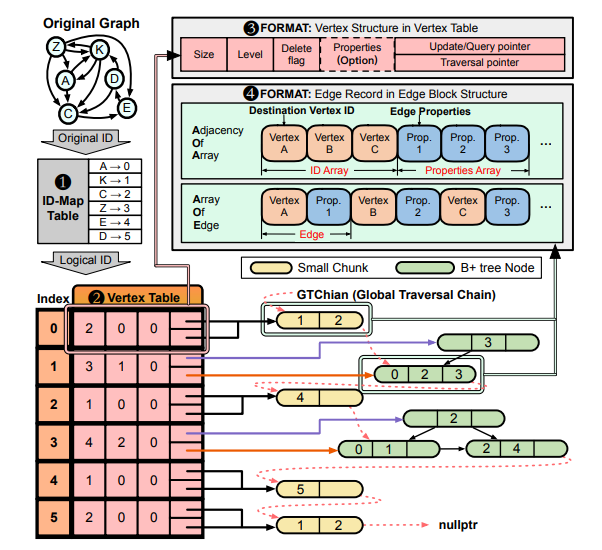 Original Graph
Z
K
A
D
C
E
Original ID
❶
ID-Map
Table
A → 0
K → 1
C → 2
Z → 3
E → 4
D → 5
Logical ID
❸ FORMAT: Vertex Structure in Vertex Table
Size
Level
Delete
flag
Properties
(Option)
Update/Query pointer
Traversal pointer
❹ FORMAT: Edge Record in Edge Block Structure
Destination Vertex ID
Edge Properties
Adjacency
Of
Array
Vertex
A
Vertex
B
Vertex
C
Prop.
1
Prop.
2
Prop.
3
...
ID Array
Properties Array
Array
Of
Edge
Vertex
A
Prop.
1
Vertex
B
Prop.
2
Vertex
C
Prop.
3
...
Edge
Small Chunk
B+ tree Node
Index
❷ Vertex Table
GTChian (Global Traversal Chain)
0 2 0 0
1 2
3
1 3 1 0
0 2 3
2 1 0 0
4
2
3 4 2 0
0 1
2 4
4 1 0 0
5
5 2 0 0
1 2
nullptr